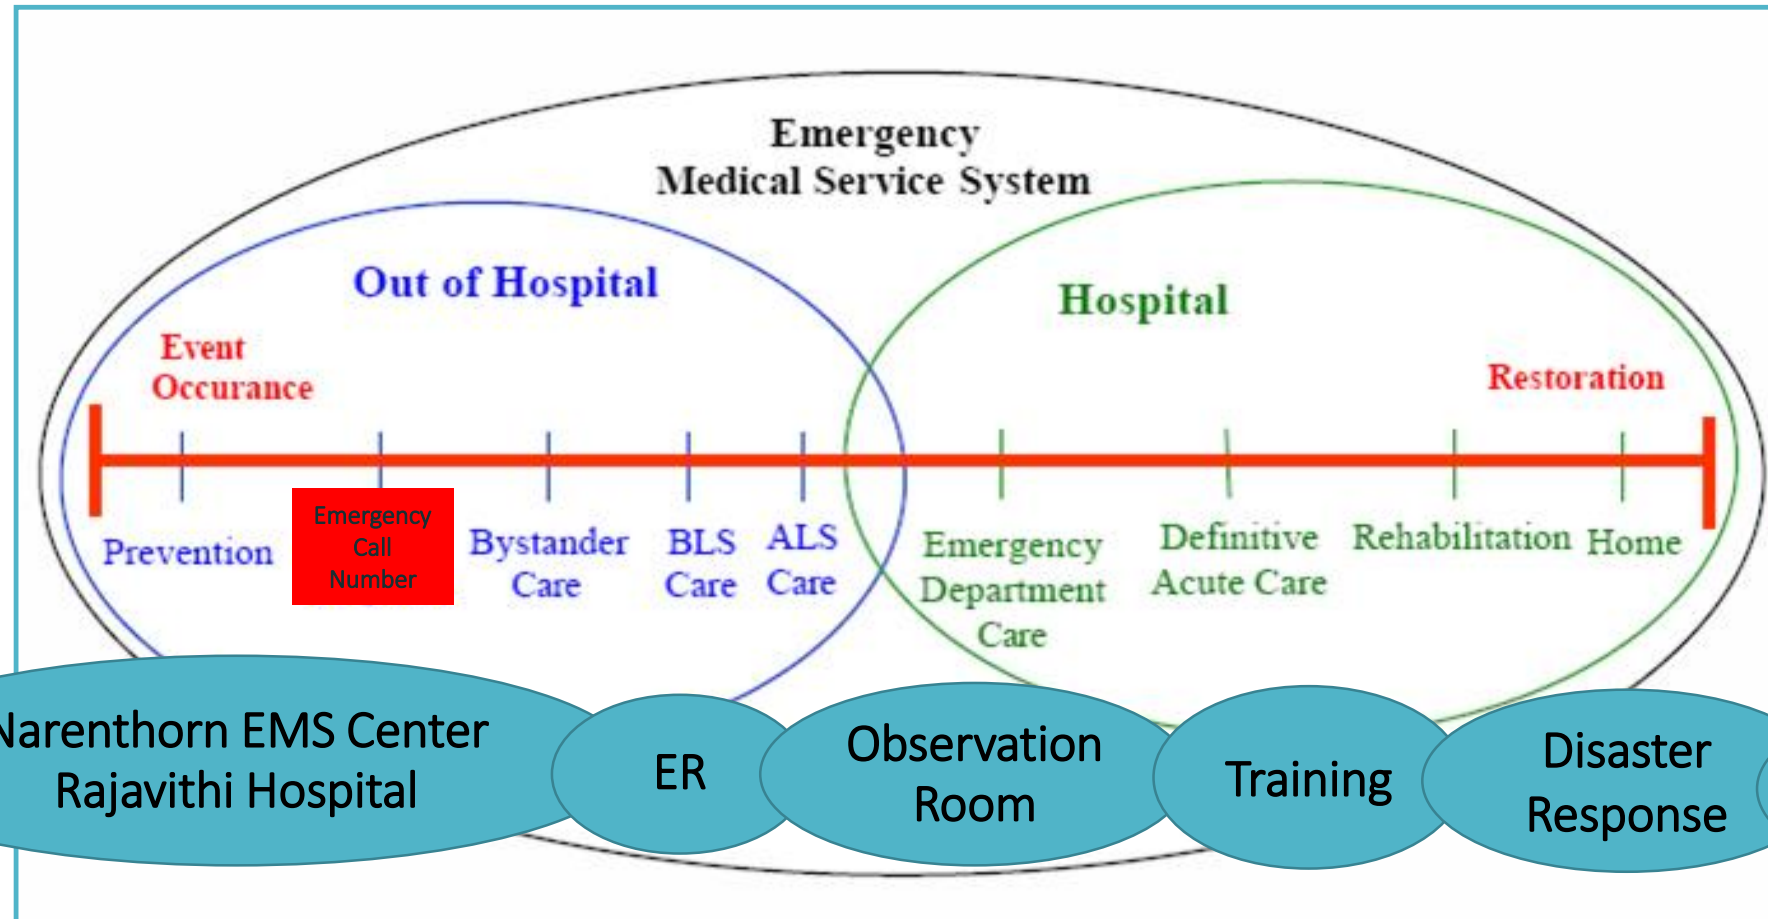 Emergency
Medical Service System
Out of Hospital
Hospital
Event
Occurance
Restoration
Prevention
Emergency
Call
Number
Bystander
Care
BLS
Care
ALS
Care
Emergency
Department
Care
Definitive
Acute Care
Rehabilitation
Home
Narenthorn EMS Center
Rajavithi Hospital
ER
Observation
Room
Training
Disaster
Response